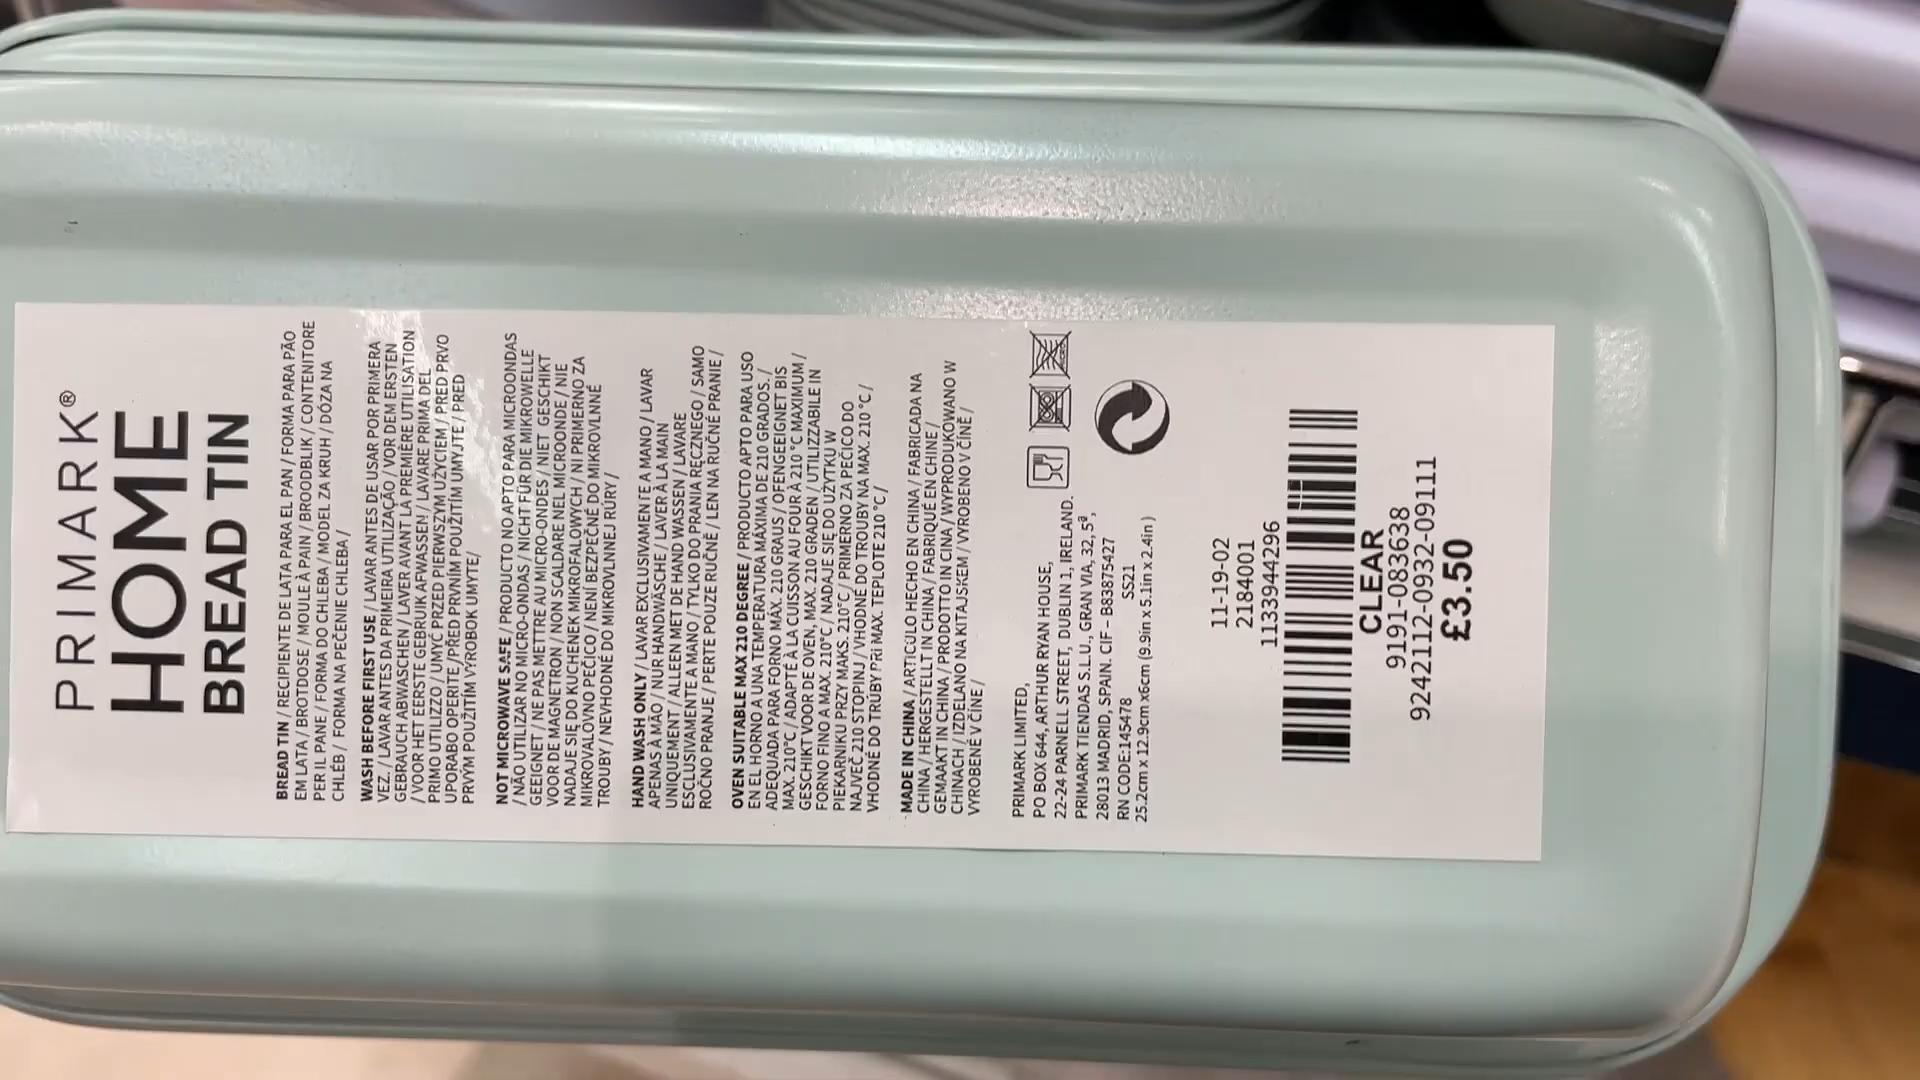 PRIMARK®
HOME
BREAD TIN
BREAD TIN / RECIPIENTE DE LATA PARA EL PAN / FORMA PARA PÃO
EM LATA / BROTDOSE / MOULE À PAIN / BROODBLIK / CONTENITORE
PER IL PANE / FORMA DO CHLEBA / MODEL ZA KRUH / DÓZA NA
CHLÉB / FORMA NA PEČENIE CHLEBA /
WASH BEFORE FIRST USE / LAVAR ANTES DE USAR POR PRIMERA
VEZ. / LAVAR ANTES DA PRIMEIRA UTILIZAÇÃO / VOR DEM ERSTEN
GEBRAUCH ABWASCHEN / LAVER AVANT LA PREMIÈRE UTILISATION
/ VOOR HET EERSTE GEBRUIK AFWASSEN / LAVARE PRIMA DEL
PRIMO UTILIZZO / UMYĆ PRZED PIERWSZYM UŻYCIEM / PRED PRVO
UPORABO OPERITE / PŘED PRVNÍM POUŽITÍM UMYJTE / PRED
PRVÝM POUŽITÍM VÝROBOK UMYTE/
NOT MICROWAVE SAFE / PRODUCTO NO APTO PARA MICROONDAS
/ NÃO UTILIZAR NO MICRO-ONDAS / NICHT FÜR DIE MIKROWELLE
GEEIGNET / NE PAS METTRE AU MICRO-ONDES / NIET GESCHIKT
VOOR DE MAGNETRON / NON SCALDARE NEL MICROONDE / NIE
NADAJE SIĘ DO KUCHENEK MIKROFALOWYCH / NI PRIMERNO ZA
MIKROVALOVNO PEČICO / NENÍ BEZPEČNÉ DO MIKROVLNNÉ
TROUBY / NEVHODNÉ DO MIKROVLNNEJ RÚRY /
HAND WASH ONLY / LAVAR EXCLUSIVAMENTE A MANO / LAVAR
APENAS À MÃO / NUR HANDWÄSCHE / LAVER À LA MAIN
UNIQUEMENT / ALLEEN MET DE HAND WASSEN / LAVARE
ESCLUSIVAMENTE A MANO / TYLKO DO PRANIA RĘCZNEGO / SAMO
ROČNO PRANJE / PERTE POUZE RUČNĚ / LEN NA RUČNÉ PRANIE /
OVEN SUITABLE MAX 210 DEGREE / PRODUCTO APTO PARA USO
EN EL HORNO A UNA TEMPERATURA MÁXIMA DE 210 GRADOS. /
ADEQUADA PARA FORNO MÁX. 210 GRAUS / OFENGEEIGNET BIS
MAX. 210°C / ADAPTÉ À LA CUISSON AU FOUR À 210 °C MAXIMUM /
GESCHIKT VOOR DE OVEN, MAX. 210 GRADEN / UTILIZZABILE IN
FORNO FINO A MAX. 210°C / NADAJE SIĘ DO UŻYTKU W
PIEKARNIKU PRZY MAKS. 210°C / PRIMERNO ZA PEČICO DO
NAJVEČ 210 STOPINJ / VHODNÉ DO TROUBY NA MAX. 210 °C /
VHODNÉ DO TRÚBY PRI MAX. TEPLOTE 210 °C /
MADE IN CHINA / ARTICULO HECHO EN CHINA / FABRICADA NA
CHINA / HERGESTELLT IN CHINA / FABRIQUÉ EN CHINE /
GEMAAKT IN CHINA / PRODOTTO IN CINA / WYPRODUKOWANO W
CHINACH / IZDELANO NA KITAJSKEM / VYROBENO V ČÍNĚ /
VYROBENÉ V ČÍNE /
PRIMARK LIMITED,
PO BOX 644, ARTHUR RYAN HOUSE,
22-24 PARNELL STREET, DUBLIN 1, IRELAND.
PRIMARK TIENDAS S.L.U., GRAN VIA, 32, 5ª,
28013 MADRID, SPAIN. CIF – B83875427
RN CODE:145478 SS21
25.2cm x 12.9cm x6cm (9.9in x 5.1in x 2.4in )
11-19-02
2184001
1133944296
CLEAR
9191-083638
9242112-0932-09111
£3.50